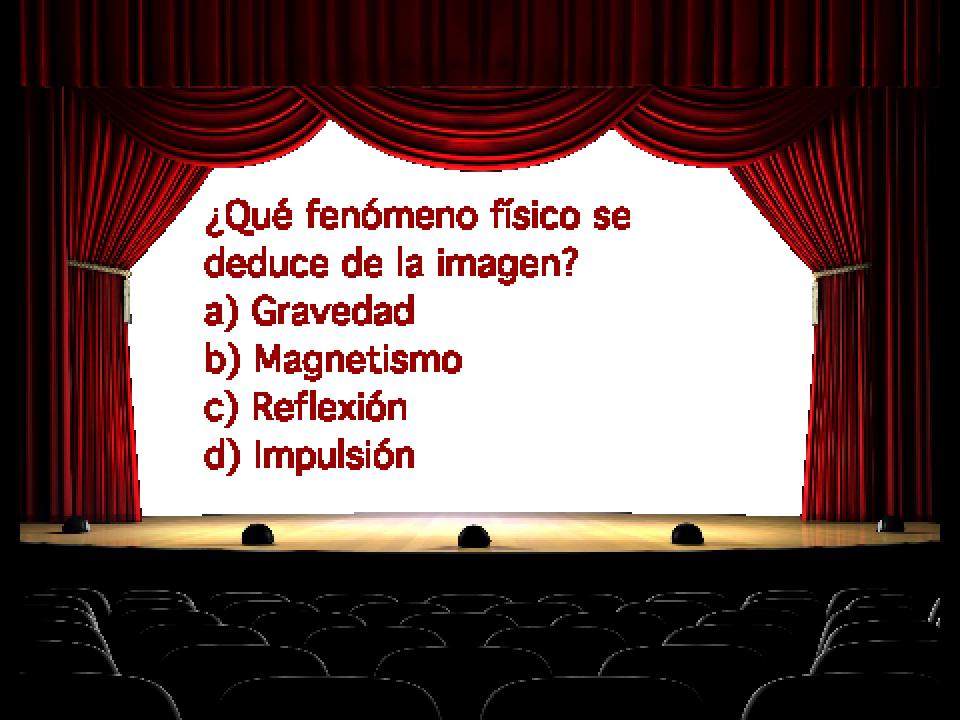 ¿Qué fenómeno físico se
deduce de la imagen?
a) Gravedad
b) Magnetismo
c) Reflexión
d) Impulsión